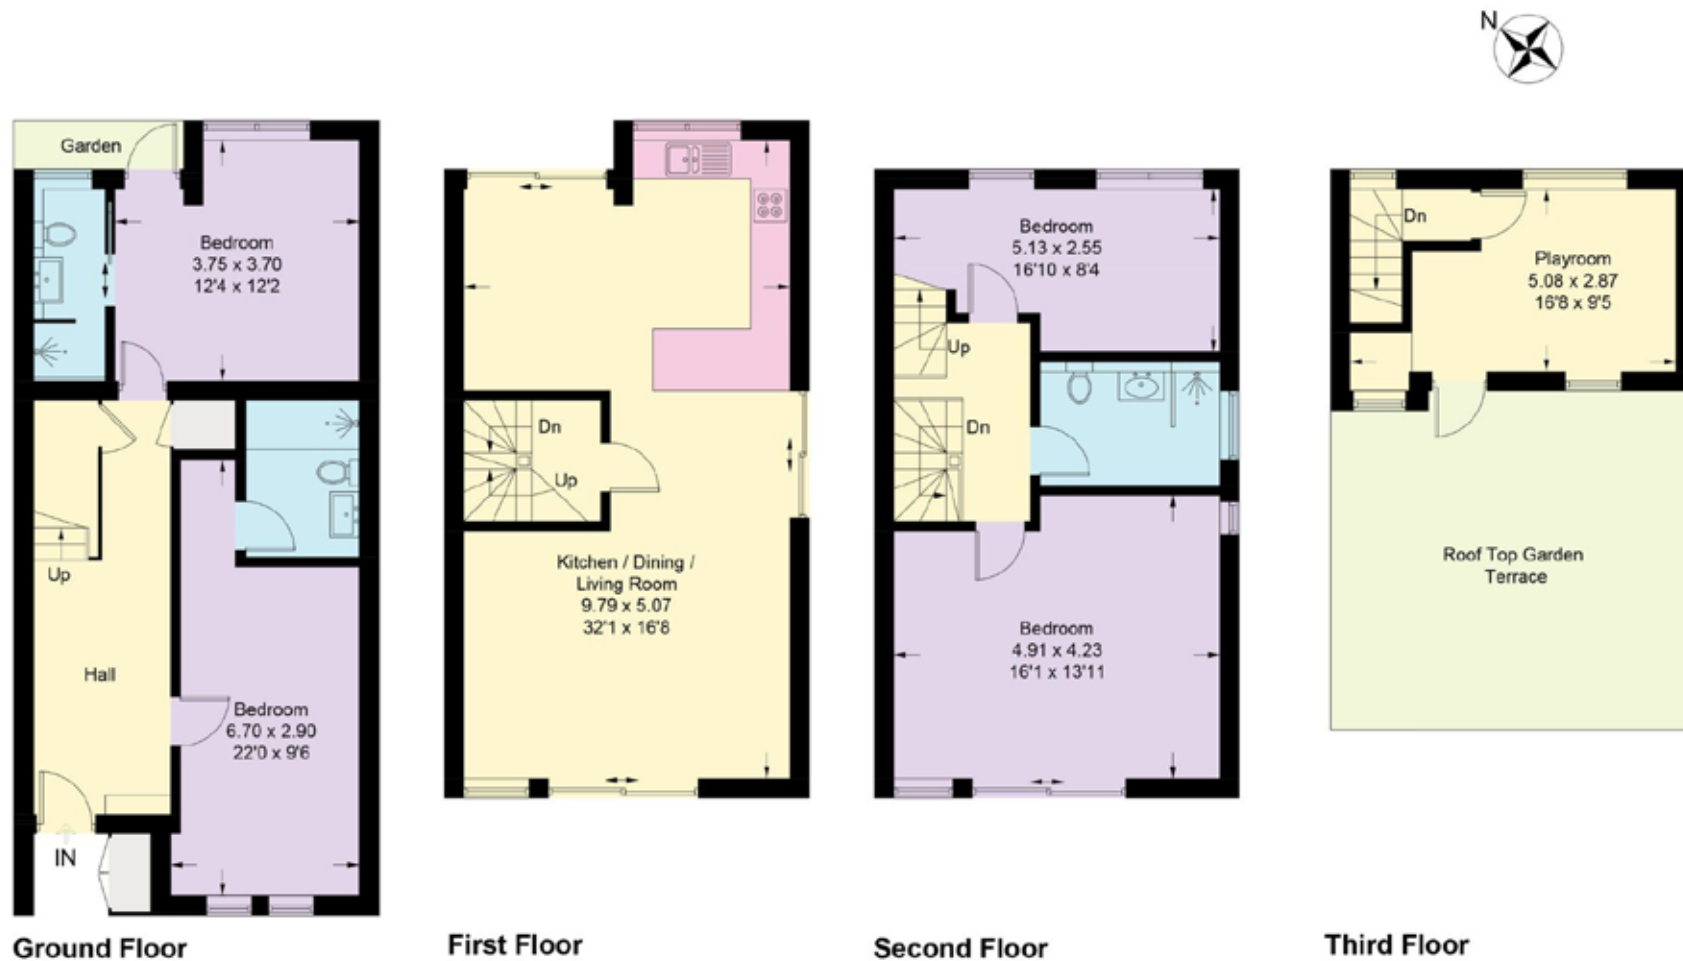 N
Garden
Bedroom
3.75 x 3.70
12'4 x 12'2
Up
Hall
Bedroom
6.70 x 2.90
22'0 x 9'6
IN
Ground Floor
Dn
Up
Kitchen / Dining /
Living Room
9.79 x 5.07
32'1 x 16'8
First Floor
Bedroom
5.13 x 2.55
16'10 x 8'4
Up
Dn
Bedroom
4.91 x 4.23
16'1 x 13'11
Second Floor
Dn
Playroom
5.08 x 2.87
16'8 x 9'5
Roof Top Garden
Terrace
Third Floor